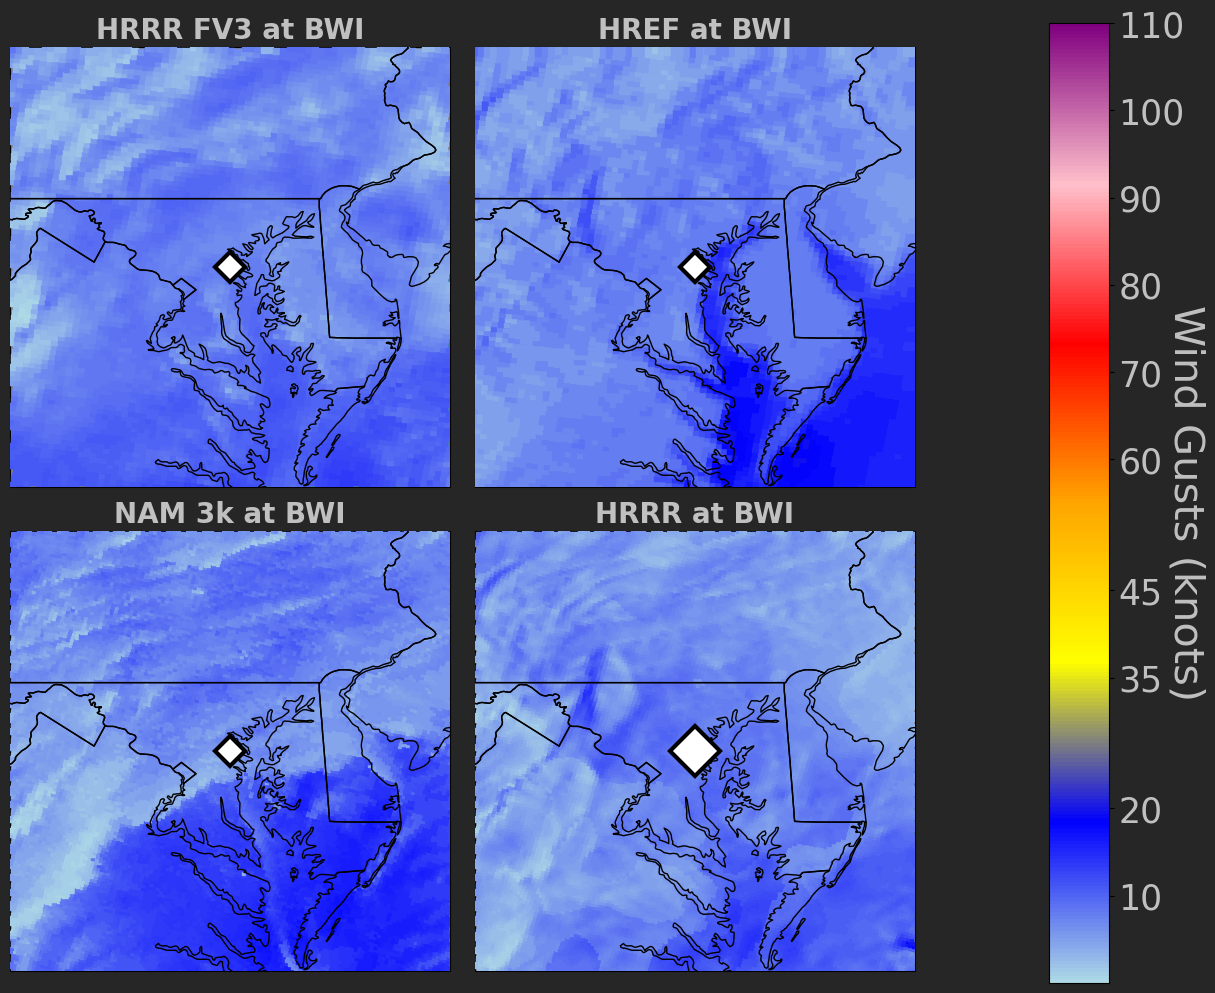 HRRR FV3 at BWI
HREF at BWI
NAM 3k at BWI
HRRR at BWI
110
100
90
80
70
60
45
35
20
10
Wind Gusts (knots)